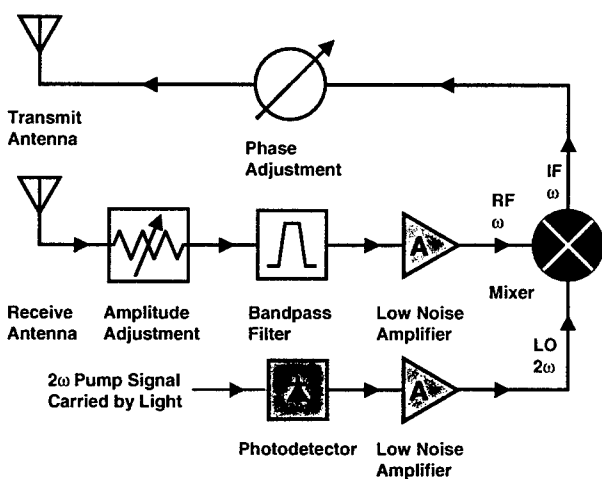 Transmit
Antenna
Phase
Adjustment
IF
ω
RF
ω
A
Mixer
Receive
Antenna
Amplitude
Adjustment
Bandpass
Filter
Low Noise
Amplifier
LO
2ω
2ω Pump Signal
Carried by Light
A
Photodetector
Low Noise
Amplifier